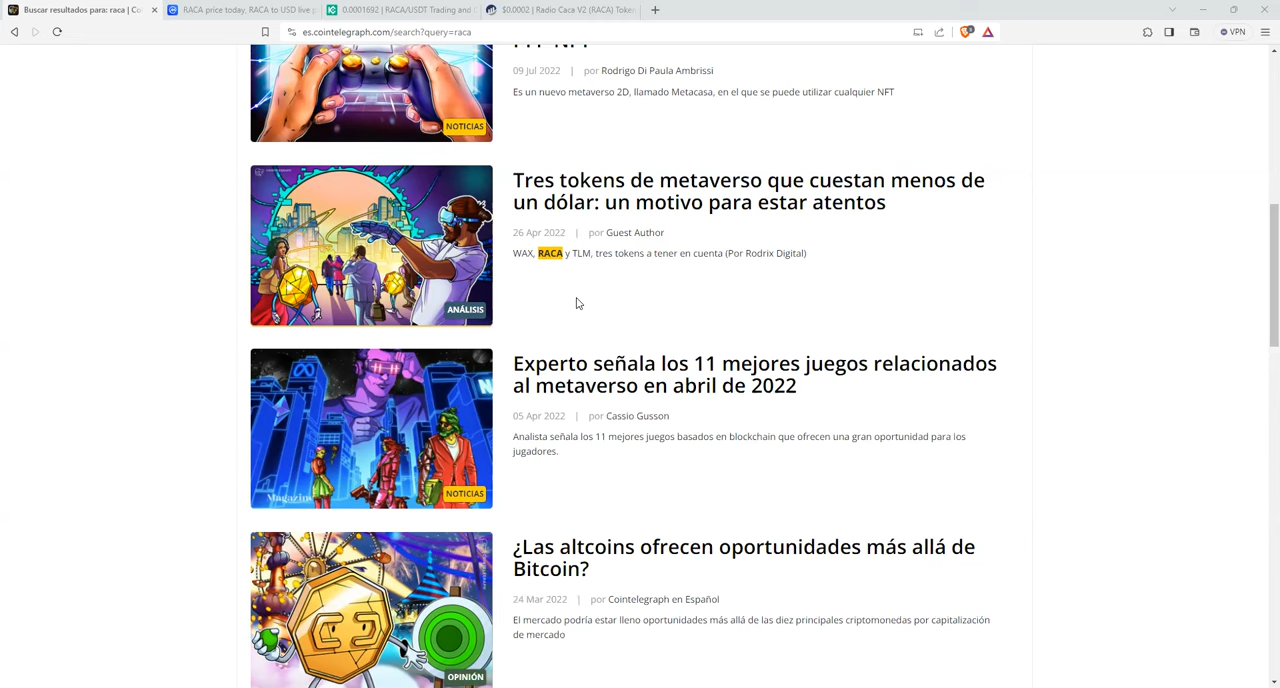 Buscar resultados para: raca | Co
RACA price today, RACA to USD live p
0.0001692 | RACA/USDT Trading and
$0.0002 | Radio Caca V2 (RACA) Token
es.cointelegraph.com/search?query=raca
VPN
09 Jul 2022 | por Rodrigo Di Paula Ambrissi
Es un nuevo metaverso 2D, llamado Metacasa, en el que se puede utilizar cualquier NFT
NOTICIAS
Tres tokens de metaverso que cuestan menos de
un dólar: un motivo para estar atentos
26 Apr 2022 | por Guest Author
WAX, RACA y TLM, tres tokens a tener en cuenta (Por Rodrix Digital)
ANÁLISIS
Experto señala los 11 mejores juegos relacionados
al metaverso en abril de 2022
05 Apr 2022 | por Cassio Gusson
Analista señala los 11 mejores juegos basados en blockchain que ofrecen una gran oportunidad para los
jugadores.
Magazine
NOTICIAS
¿Las altcoins ofrecen oportunidades más allá de
Bitcoin?
24 Mar 2022 | por Cointelegraph en Español
El mercado podría estar lleno oportunidades más allá de las diez principales criptomonedas por capitalización
de mercado
OPINIÓN